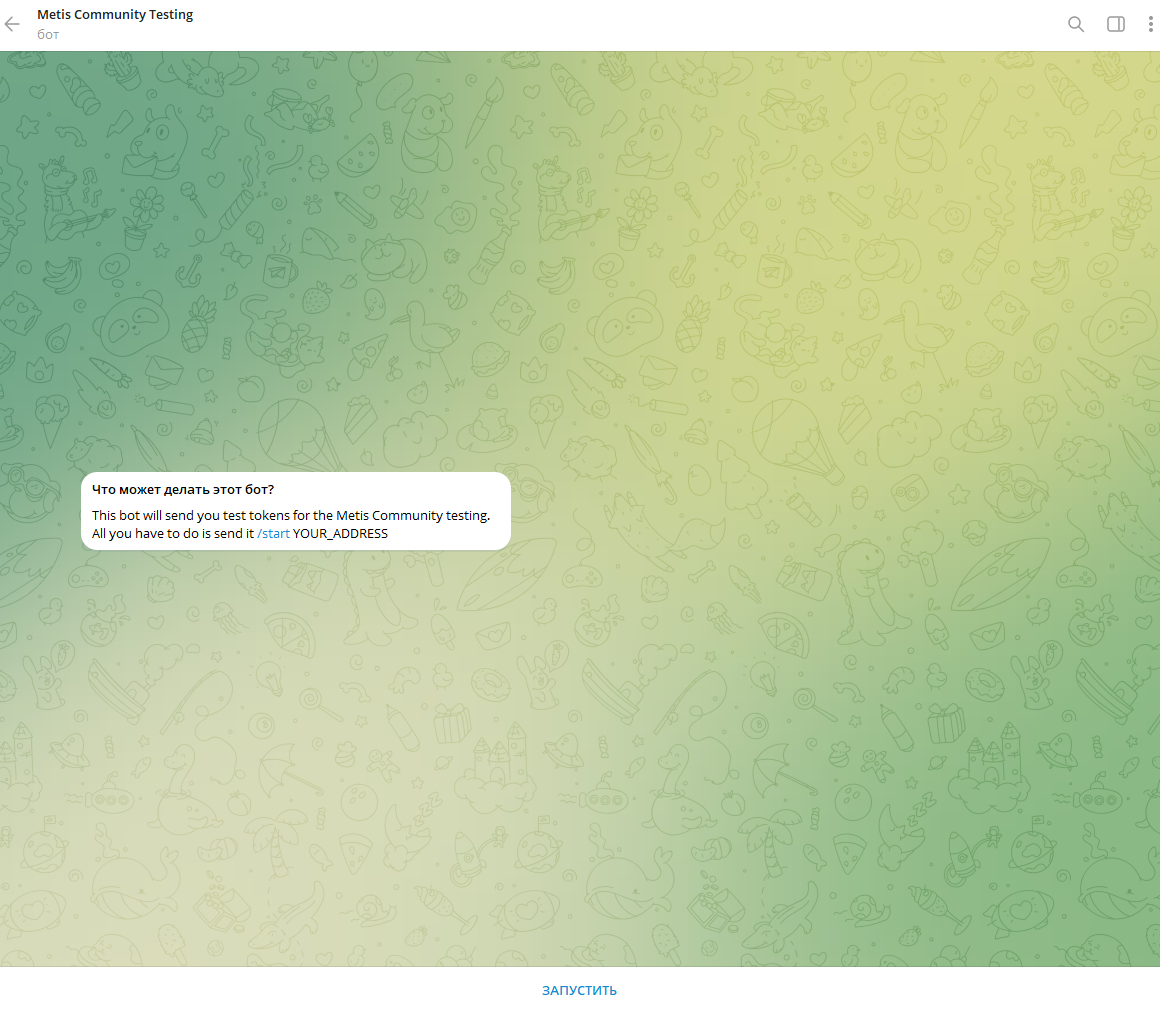 Metis Community Testing
бот
Что может делать этот бот?
This bot will send you test tokens for the Metis Community testing.
All you have to do is send it /start YOUR_ADDRESS
ЗАПУСТИТЬ